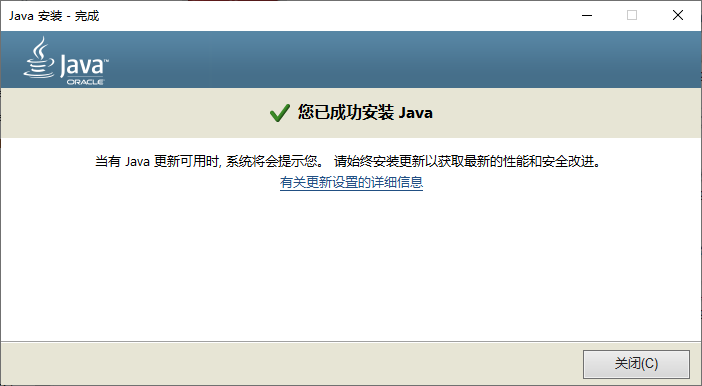 Java 安装 - 完成
Java™
ORACLE
您已成功安装 Java
当有 Java 更新可用时, 系统将会提示您。 请始终安装更新以获取最新的性能和安全改进。
有关更新设置的详细信息
关闭(C)